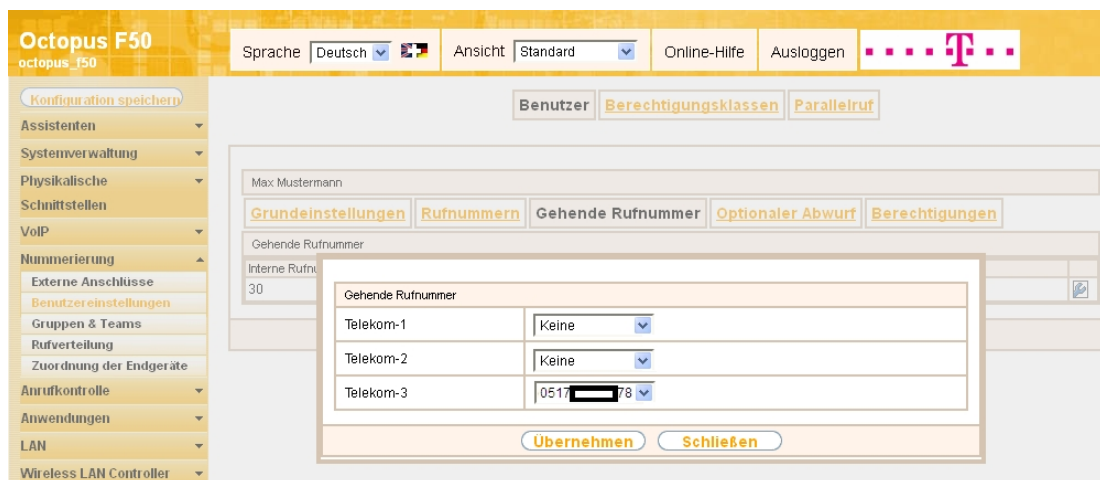 Octopus F50
octopus_f50
Sprache Deutsch Ansicht Standard Online-Hilfe Ausloggen T
Konfiguration speichern
Assistenten
Systemverwaltung
Physikalische
Schnittstellen
VoIP
Nummerierung
Externe Anschlüsse
Benutzereinstellungen
Gruppen & Teams
Rufverteilung
Zuordnung der Endgeräte
Anrufkontrolle
Anwendungen
LAN
Wireless LAN Controller
Benutzer Berechtigungsklassen Parallelruf
Max Mustermann
Grundeinstellungen Rufnummern Gehende Rufnummer Optionaler Abwurf Berechtigungen
Gehende Rufnummer
Interne Rufnu
30
Gehende Rufnummer
Telekom-1 Keine
Telekom-2 Keine
Telekom-3 0517 78
Übernehmen Schließen